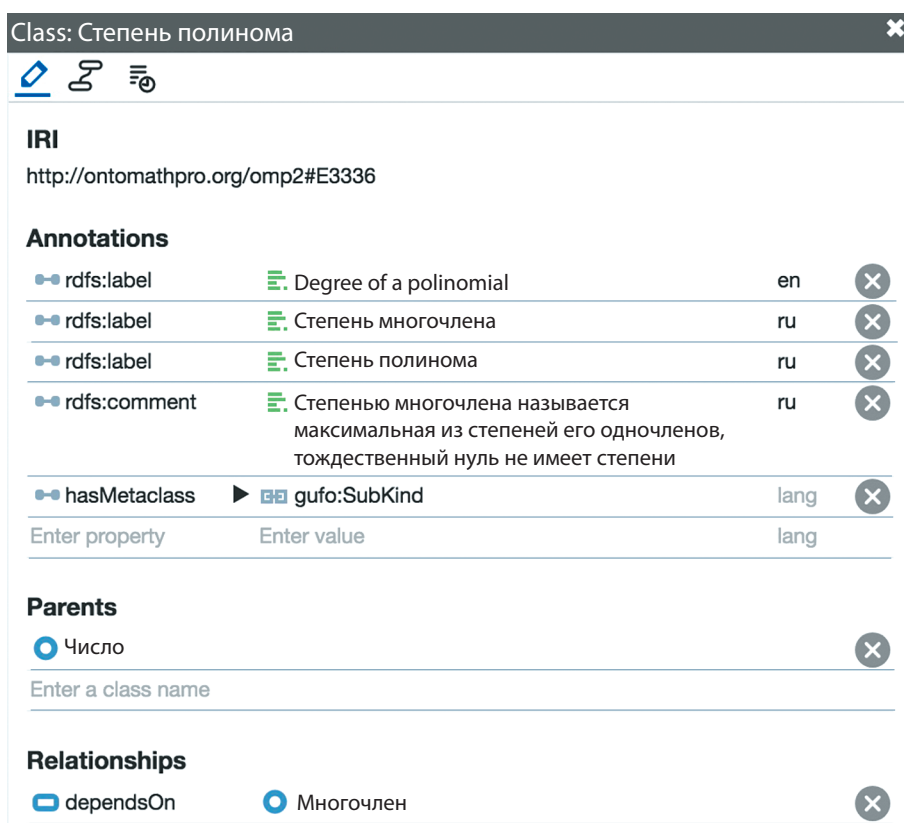 Class: Степень полинома
IRI
http://ontomathpro.org/omp2#E3336
Annotations
rdfs:label Degree of a polinomial en
rdfs:label Степень многочлена ru
rdfs:label Степень полинома ru
rdfs:comment Степенью многочлена называется ru
максимальная из степеней его одночленов,
тождественный нуль не имеет степени
hasMetaclass gufo:SubKind lang
Enter property Enter value lang
Parents
Число
Enter a class name
Relationships
dependsOn Многочлен